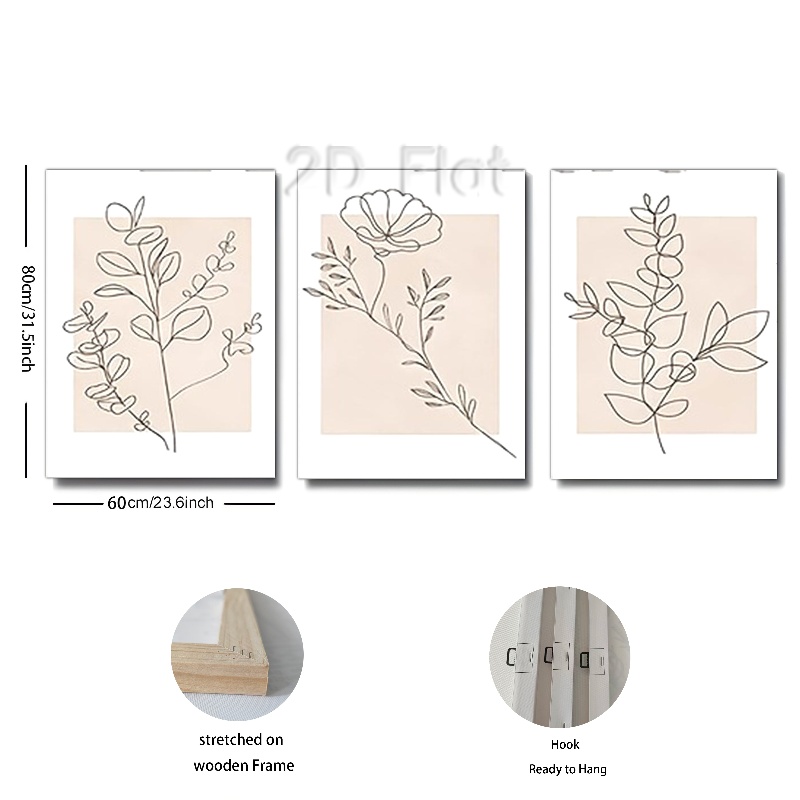 2D Flat
80cm/31.5inch
60cm/23.6inch
stretched on
wooden Frame
Hook
Ready to Hang